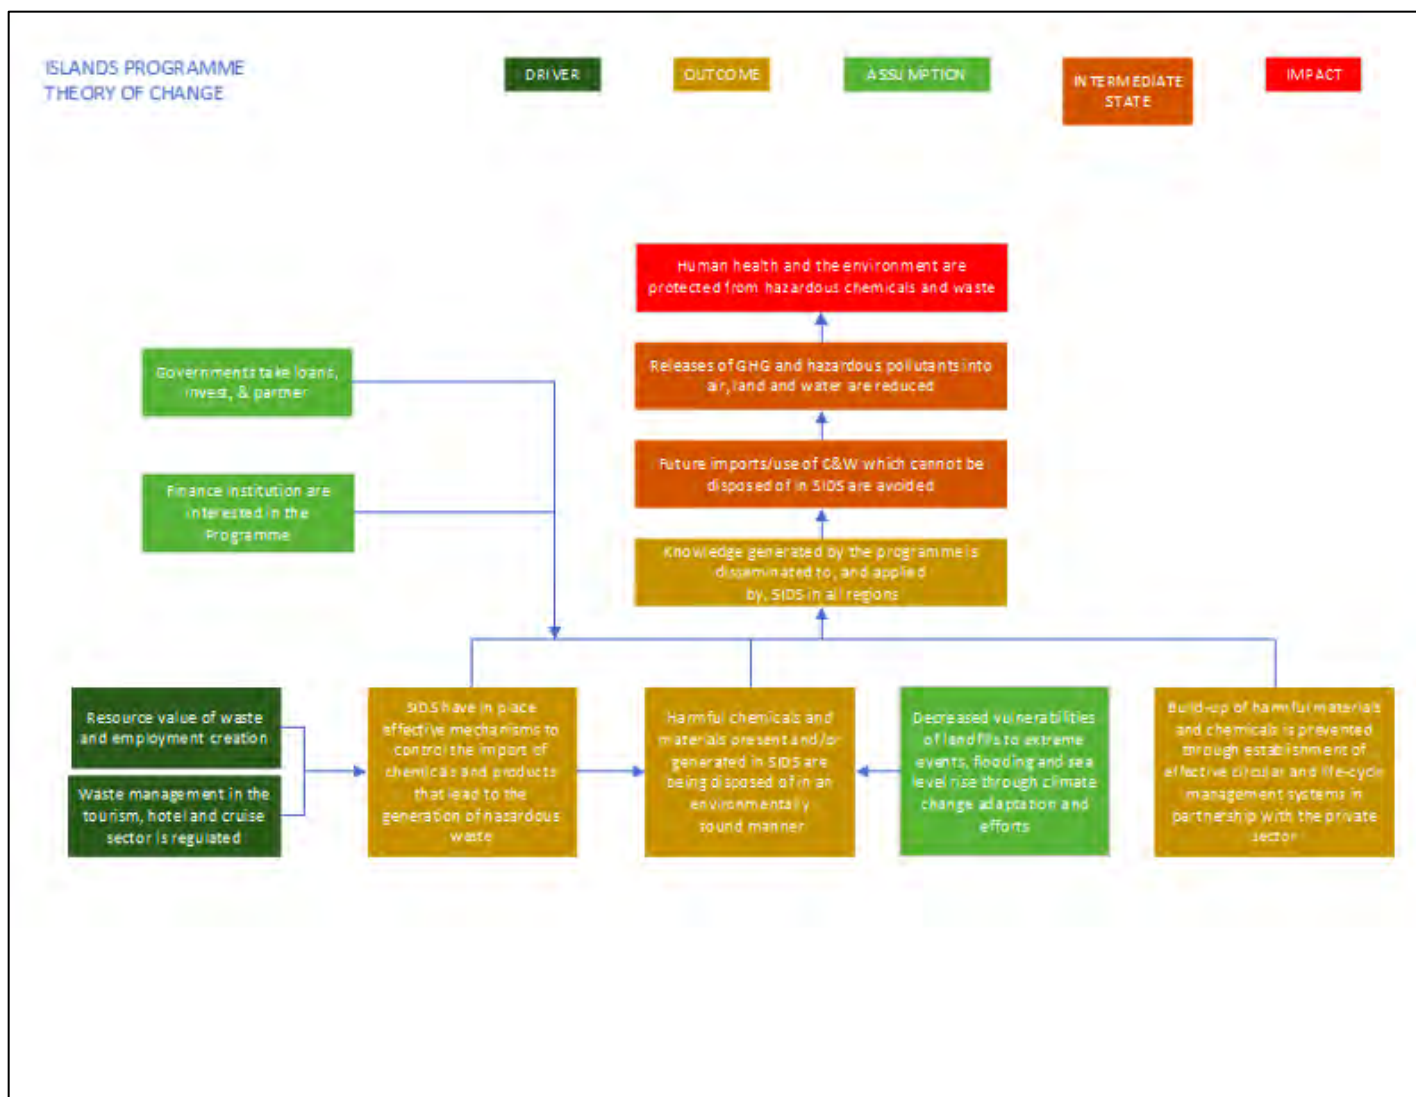 ISLANDS PROGRAMME
THEORY OF CHANGE
DRIVER
OUTCOME
ASSUMPTION
INTERMEDIATE
STATE
IMPACT
Human health and the environment are
protected from hazardous chemicals and waste
Governments take loans,
invest, & partner
Releases of GHG and hazardous pollutants into
air, land and water are reduced
Future imports/use of C&W which cannot be
disposed of in SIDS are avoided
Finance institution are
interested in the
Programme
Knowledge generated by the programme is
disseminated to, and applied
by, SIDS in all regions
Resource value of waste
and employment creation
Waste management in the
tourism, hotel and cruise
sector is regulated
SIDS have in place
effective mechanisms to
control the import of
chemicals and products
that lead to the
generation of hazardous
waste
Harmful chemicals and
materials present and/or
generated in SIDS are
being disposed of in an
environmentally
sound manner
Decreased vulnerabilities
of landfills to extreme
events, flooding and sea
level rise through climate
change adaptation and
efforts
Build-up of harmful materials
and chemicals is prevented
through establishment of
effective circular and life-cycle
management systems in
partnership with the private
sector